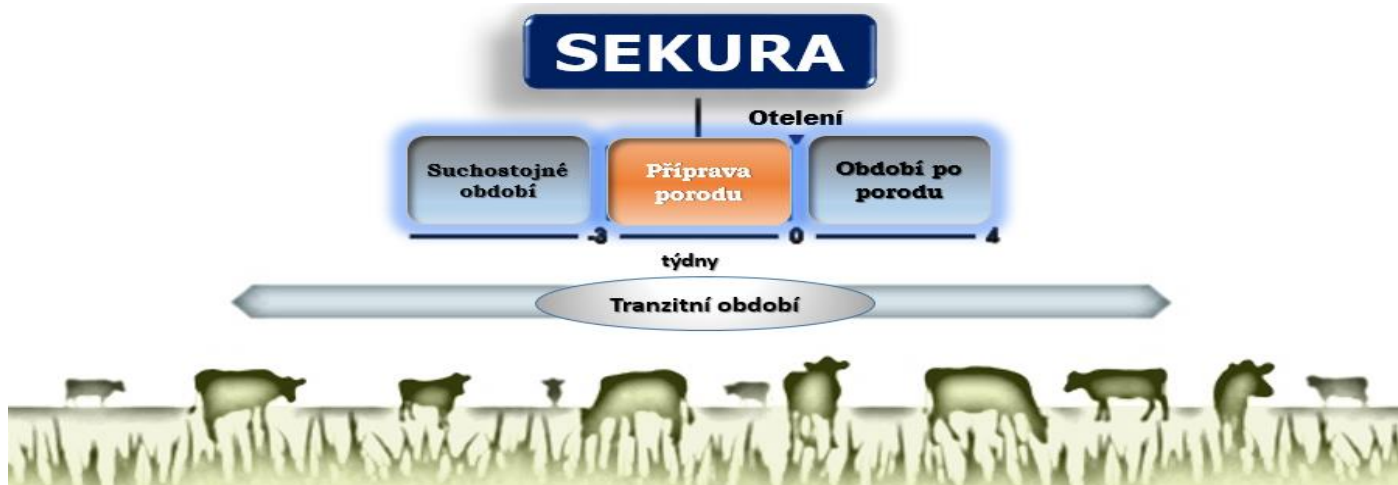 SEKURA
Otelení
Suchostojné
období
Příprava
porodu
Období po
porodu
-3
0
4
týdny
Tranzitní období